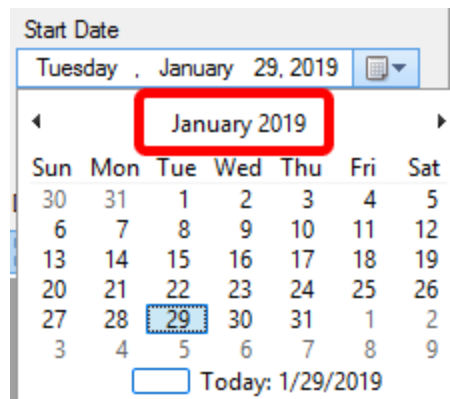 Start Date
Tuesday , January 29, 2019
January 2019
Sun Mon Tue Wed Thu Fri Sat
30 31 1 2 3 4 5
6 7 8 9 10 11 12
13 14 15 16 17 18 19
20 21 22 23 24 25 26
27 28 29 30 31 1 2
3 4 5 6 7 8 9
Today: 1/29/2019